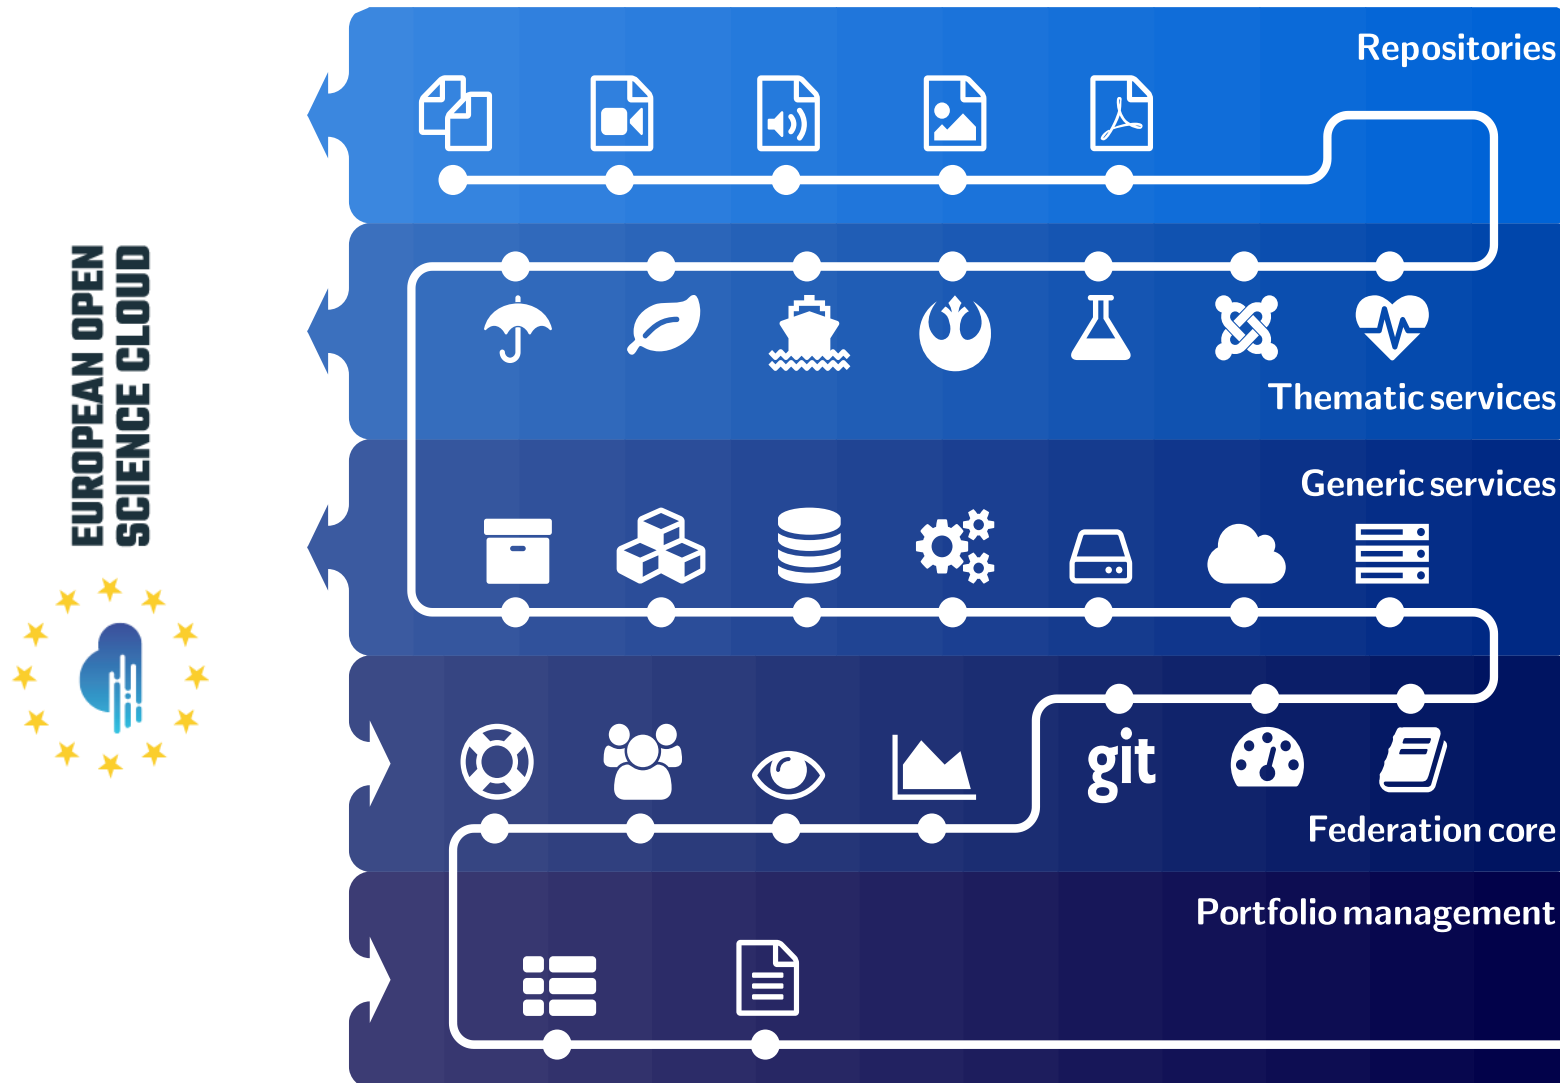 EUROPEAN OPEN
SCIENCE CLOUD
Repositories
Thematic services
Generic services
git
Federation core
Portfolio management